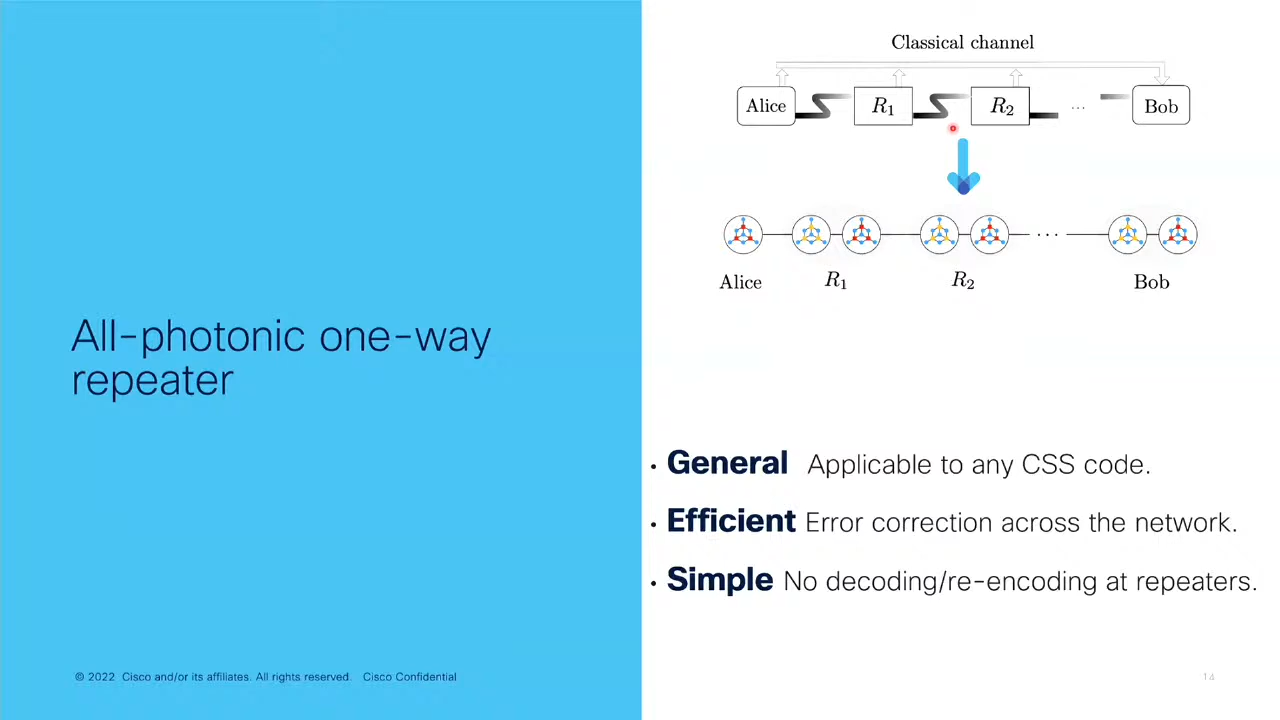 All-photonic one-way
repeater
Classical channel
Alice R₁ R₂ ... Bob
...
Alice R₁ R₂ Bob
• General Applicable to any CSS code.
• Efficient Error correction across the network.
• Simple No decoding/re-encoding at repeaters.
© 2022 Cisco and/or its affiliates. All rights reserved. Cisco Confidential
14